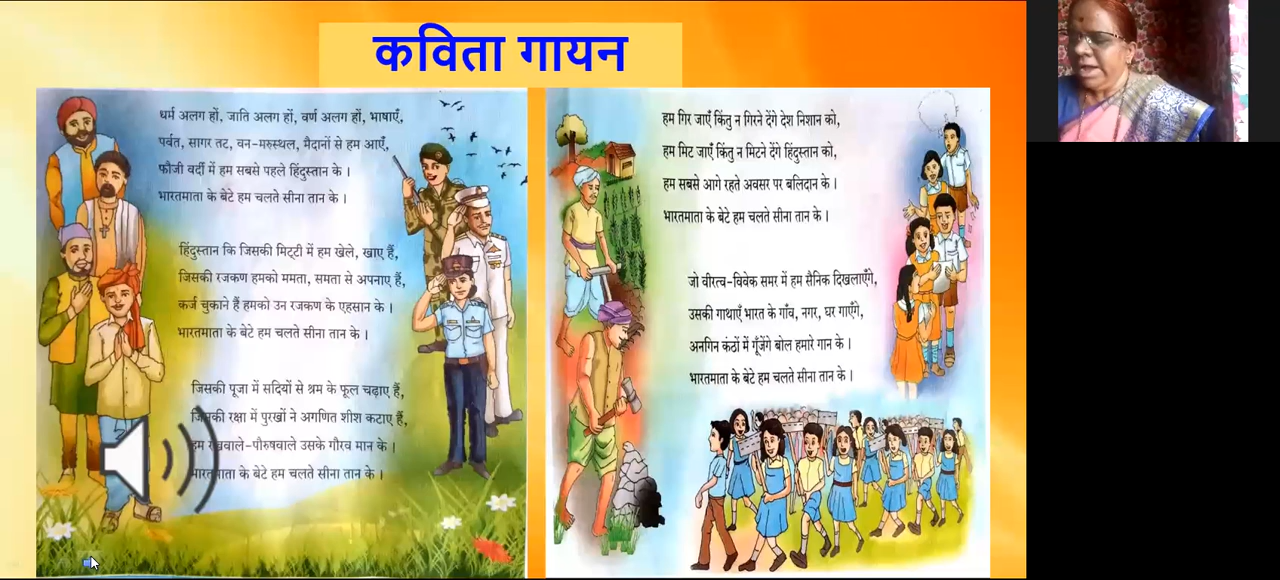 कविता गायन
धर्म अलग हों, जाति अलग हों, वर्ण अलग हों, भाषाएँ,
पर्वत, सागर तट, वन-मरुस्थल, मैदानों से हम आएँ,
फौजी वर्दी में हम सबसे पहले हिंदुस्तान के ।
भारतमाता के बेटे हम चलते सीना तान के ।
हिंदुस्तान कि जिसकी मिट्टी में हम खेले, खाए हैं,
जिसकी रजकण हमको ममता, समता से अपनाए हैं,
कर्ज चुकाने हैं हमको उन रजकण के एहसान के ।
भारतमाता के बेटे हम चलते सीना तान के ।
जिसकी पूजा में सदियों से श्रम के फूल चढ़ाए हैं,
जिसकी रक्षा में पुरखों ने अगणित शीश कटाए हैं,
हम रखवाले-पौरुषवाले उसके गौरव मान के ।
भारतमाता के बेटे हम चलते सीना तान के ।
हम गिर जाएँ किंतु न गिरने देंगे देश निशान को,
हम मिट जाएँ किंतु न मिटने देंगे हिंदुस्तान को,
हम सबसे आगे रहते अवसर पर बलिदान के ।
भारतमाता के बेटे हम चलते सीना तान के ।
जो वीरत्व-विवेक समर में हम सैनिक दिखलाएँगे,
उसकी गाथाएँ भारत के गाँव, नगर, घर गाएँगे,
अनगिन कंठों में गूँजेंगे बोल हमारे गान के ।
भारतमाता के बेटे हम चलते सीना तान के ।